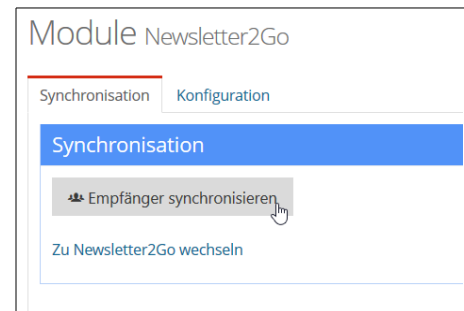 Module Newsletter2Go
Synchronisation Konfiguration
Synchronisation
Empfänger synchronisieren
Zu Newsletter2Go wechseln